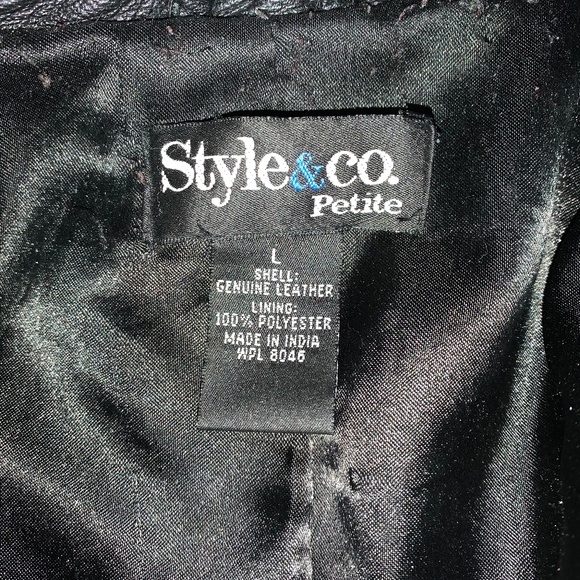 Style&co.
Petite
L
SHELL:
GENUINE LEATHER
LINING:
100% POLYESTER
MADE IN INDIA
WPL 8046